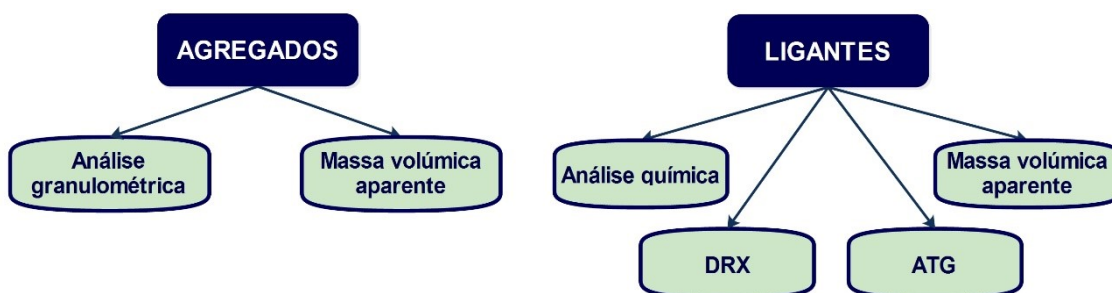 AGREGADOS
Análise
granulométrica
Massa volúmica
aparente
LIGANTES
Análise química
Massa volúmica
aparente
DRX
ATG